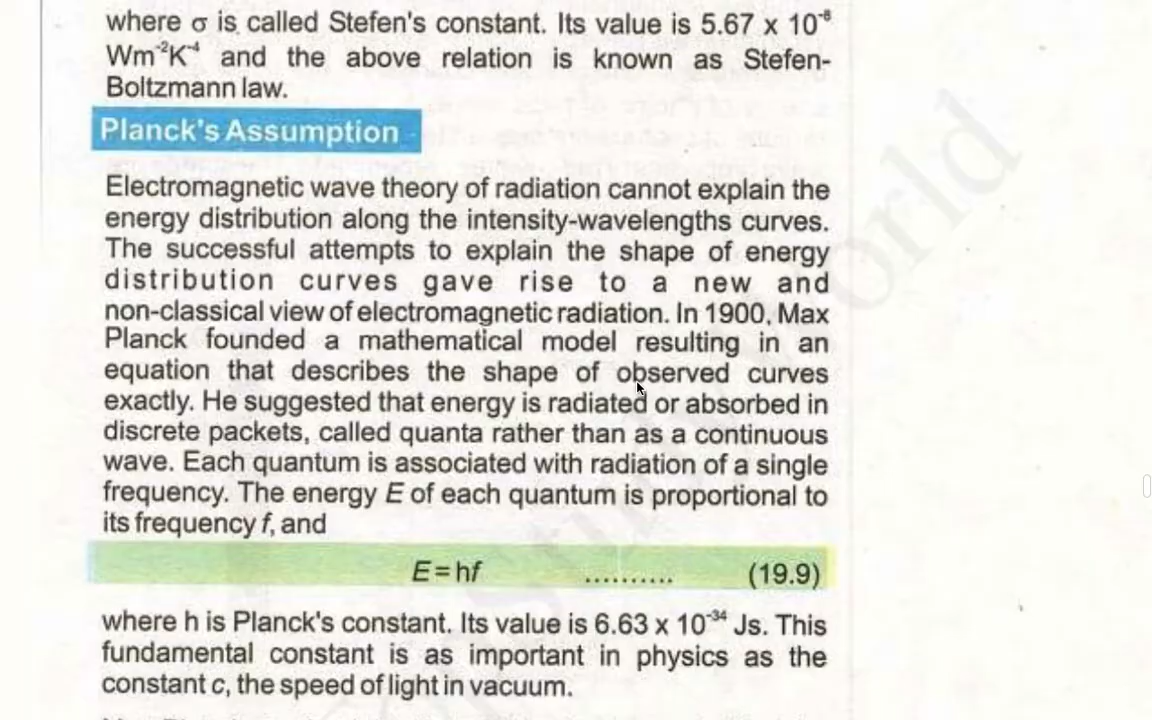 where σ is called Stefen's constant. Its value is 5.67 x 10⁻⁸
Wm⁻²K⁻⁴ and the above relation is known as Stefen-
Boltzmann law.
Planck's Assumption
Electromagnetic wave theory of radiation cannot explain the
energy distribution along the intensity-wavelengths curves.
The successful attempts to explain the shape of energy
distribution curves gave rise to a new and
non-classical view of electromagnetic radiation. In 1900, Max
Planck founded a mathematical model resulting in an
equation that describes the shape of observed curves
exactly. He suggested that energy is radiated or absorbed in
discrete packets, called quanta rather than as a continuous
wave. Each quantum is associated with radiation of a single
frequency. The energy E of each quantum is proportional to
its frequency f, and
E=hf .......... (19.9)
where h is Planck's constant. Its value is 6.63 x 10⁻³⁴ Js. This
fundamental constant is as important in physics as the
constant c, the speed of light in vacuum.
Study World